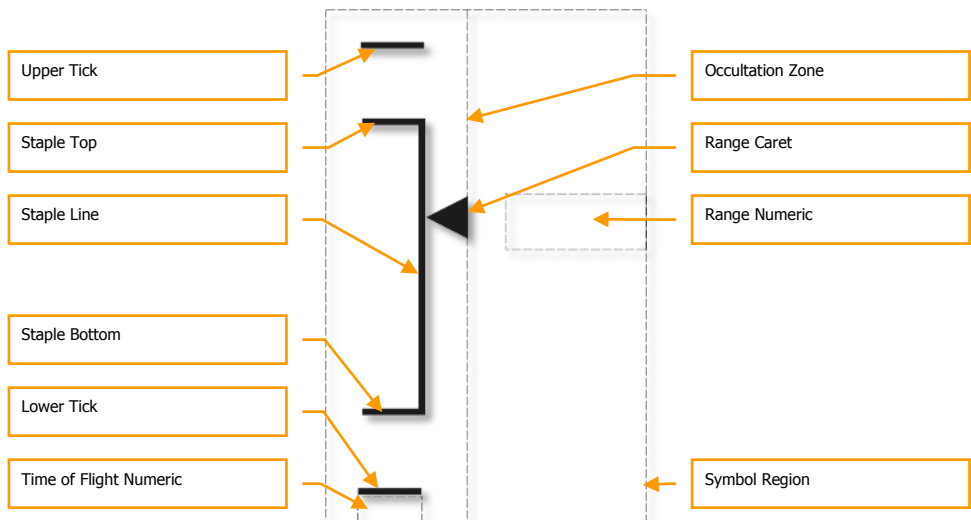 Upper Tick
Staple Top
Staple Line
Staple Bottom
Lower Tick
Time of Flight Numeric
Occultation Zone
Range Caret
Range Numeric
Symbol Region